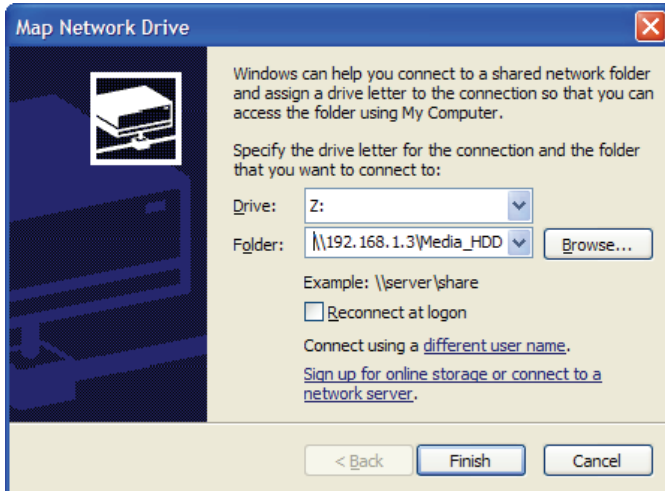 Map Network Drive
Windows can help you connect to a shared network folder
and assign a drive letter to the connection so that you can
access the folder using My Computer.
Specify the drive letter for the connection and the folder
that you want to connect to:
Drive: Z:
Folder: \\192.168.1.3\Media_HDD Browse...
Example: \\server\share
Reconnect at logon
Connect using a different user name.
Sign up for online storage or connect to a
network server.
< Back Finish Cancel